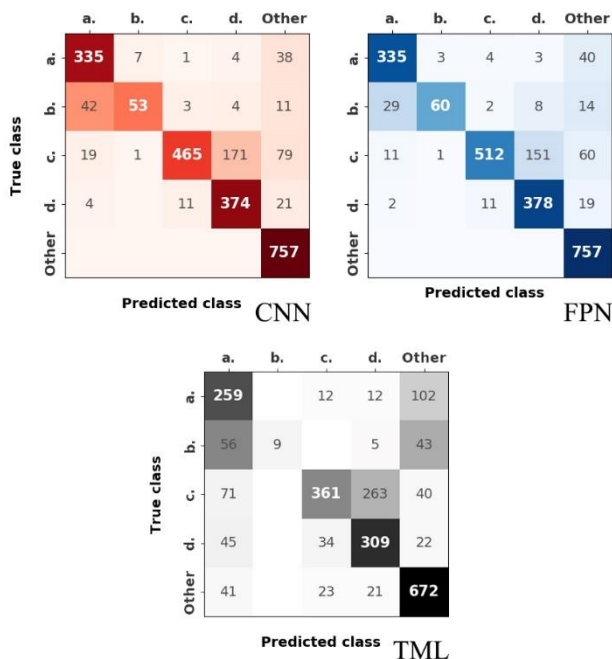 a. b. c. d. Other
a. 335 7 1 4 38
b. 42 53 3 4 11
c. 19 1 465 171 79
d. 4 11 374 21
Other 757
True class
Predicted class
CNN
a. b. c. d. Other
a. 335 3 4 3 40
b. 29 60 2 8 14
c. 11 1 512 151 60
d. 2 11 378 19
Other 757
Predicted class
FPN
a. b. c. d. Other
a. 259 12 12 102
b. 56 9 5 43
c. 71 361 263 40
d. 45 34 309 22
Other 41 23 21 672
True class
Predicted class
TML